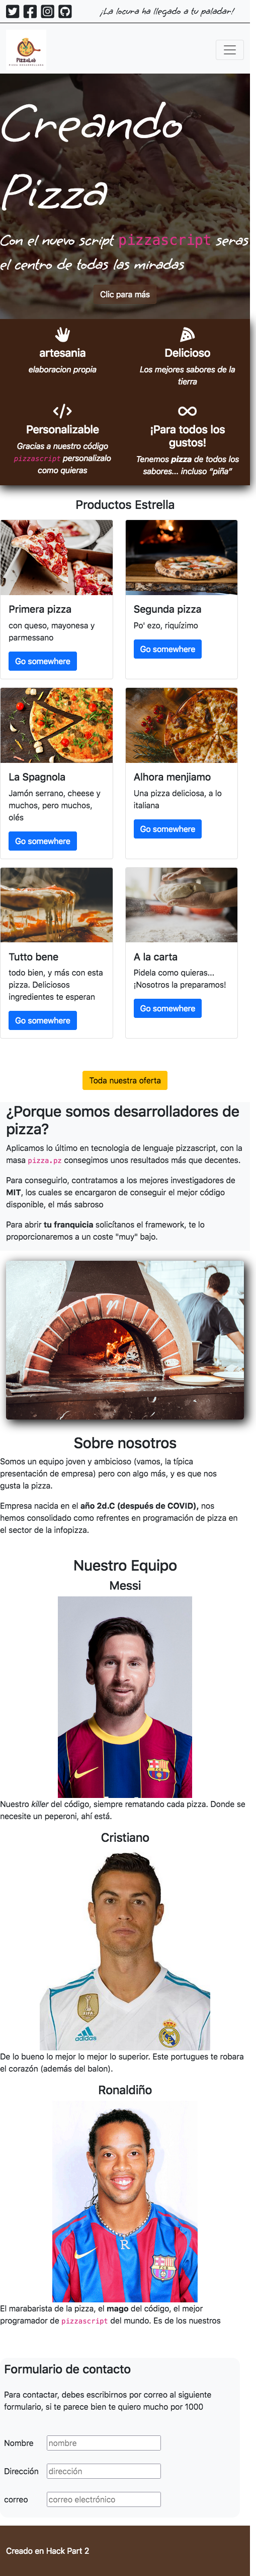 ¡La locura ha llegado a tu paladar!
PizzaLab
Creando
Pizza
Con el nuevo script pizzascript seras
el centro de todas las miradas
Clic para más
artesania
elaboracion propia
Delicioso
Los mejores sabores de la
tierra
Personalizable
Gracias a nuestro código
pizzascript personalizalo
como quieras
¡Para todos los
gustos!
Tenemos pizza de todos los
sabores... incluso “piña”
Productos Estrella
Primera pizza
con queso, mayonesa y
parmessano
Go somewhere
Segunda pizza
Po' ezo, riquízimo
Go somewhere
La Spagnola
Jamón serrano, cheese y
muchos, pero muchos,
olés
Go somewhere
Alhora menjiamo
Una pizza deliciosa, a lo
italiana
Go somewhere
Tutto bene
todo bien, y más con esta
pizza. Deliciosos
ingredientes te esperan
Go somewhere
A la carta
Pidela como quieras...
¡Nosotros la preparamos!
Go somewhere
Toda nuestra oferta
¿Porque somos desarrolladores de
pizza?
Aplicamos lo último en tecnologia de lenguaje pizzascript, con la
masa pizza.pz consegimos unos resultados más que decentes.
Para conseguirlo, contratamos a los mejores investigadores de
MIT, los cuales se encargaron de conseguir el mejor código
disponible, el más sabroso
Para abrir tu franquicia solicítanos el framework, te lo
proporcionaremos a un coste "muy" bajo.
Sobre nosotros
Somos un equipo joven y ambicioso (vamos, la típica
presentación de empresa) pero con algo más, y es que nos
gusta la pizza.
Empresa nacida en el año 2d.C (después de COVID), nos
hemos consolidado como refrentes en programación de pizza en
el sector de la infopizza.
Nuestro Equipo
Messi
Nuestro killer del código, siempre rematando cada pizza. Donde se
necesite un peperoni, ahí está.
Cristiano
De lo bueno lo mejor lo mejor lo superior. Este portugues te robara
el corazón (además del balon).
Ronaldiño
El marabarista de la pizza, el mago del código, el mejor
programador de pizzascript del mundo. Es de los nuestros
Formulario de contacto
Para contactar, debes escribirnos por correo al siguiente
formulario, si te parece bien te quiero mucho por 1000
Nombre nombre
Dirección dirección
correo correo electrónico
Creado en Hack Part 2